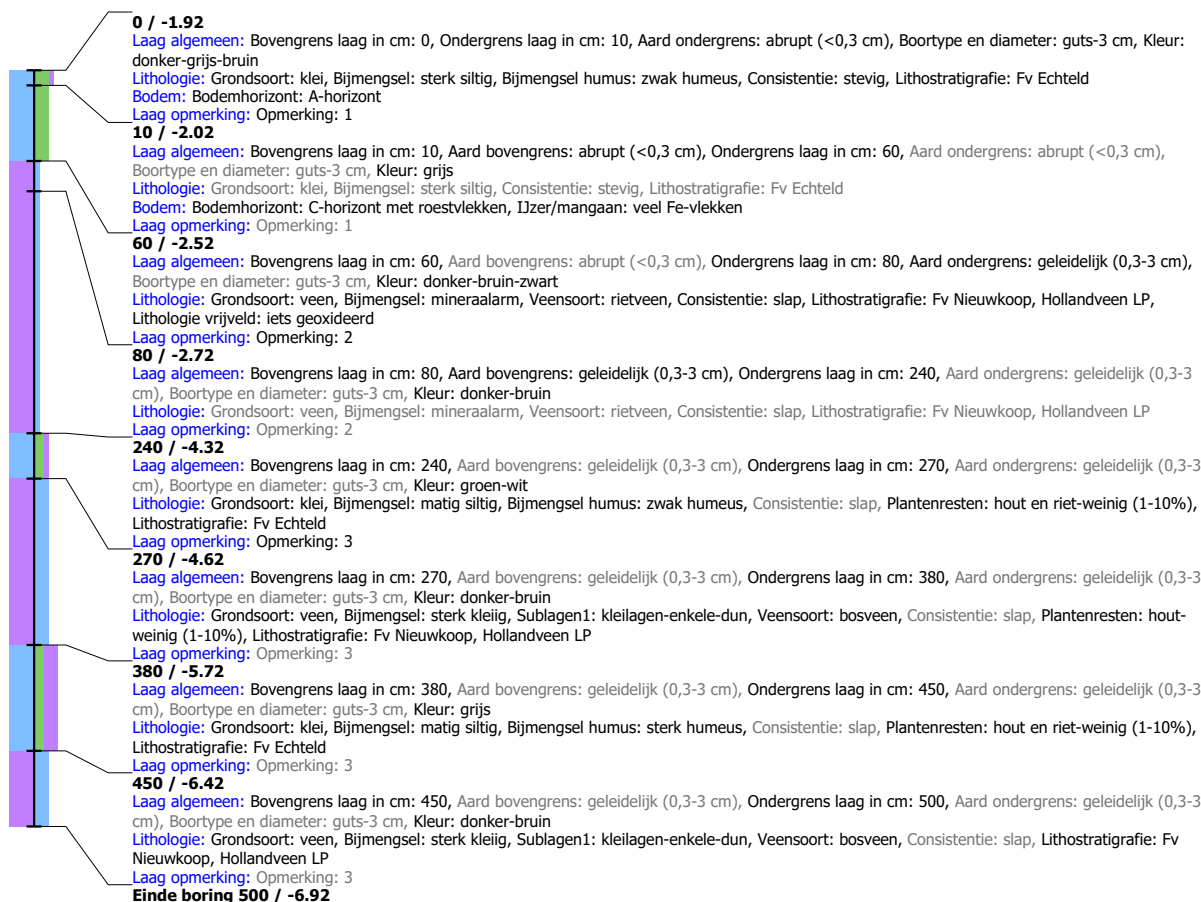 0 / -1.92
Laag algemeen: Bovengrens laag in cm: 0, Ondergrens laag in cm: 10, Aard ondergrens: abrupt (<0,3 cm), Boortype en diameter: guts-3 cm, Kleur:
donker-grijs-bruin
Lithologie: Grondsoort: klei, Bijmengsel: sterk siltig, Bijmengsel humus: zwak humeus, Consistentie: stevig, Lithostratigrafie: Fv Echteld
Bodem: Bodemhorizont: A-horizont
Laag opmerking: Opmerking: 1
10 / -2.02
Laag algemeen: Bovengrens laag in cm: 10, Aard bovengrens: abrupt (<0,3 cm), Ondergrens laag in cm: 60, Aard ondergrens: abrupt (<0,3 cm),
Boortype en diameter: guts-3 cm, Kleur: grijs
Lithologie: Grondsoort: klei, Bijmengsel: sterk siltig, Consistentie: stevig, Lithostratigrafie: Fv Echteld
Bodem: Bodemhorizont: C-horizont met roestvlekken, IJzer/mangaan: veel Fe-vlekken
Laag opmerking: Opmerking: 1
60 / -2.52
Laag algemeen: Bovengrens laag in cm: 60, Aard bovengrens: abrupt (<0,3 cm), Ondergrens laag in cm: 80, Aard ondergrens: geleidelijk (0,3-3 cm),
Boortype en diameter: guts-3 cm, Kleur: donker-bruin-zwart
Lithologie: Grondsoort: veen, Bijmengsel: mineraalarm, Veensoort: rietveen, Consistentie: slap, Lithostratigrafie: Fv Nieuwkoop, Hollandveen LP,
Lithologie vrijveld: iets geoxideerd
Laag opmerking: Opmerking: 2
80 / -2.72
Laag algemeen: Bovengrens laag in cm: 80, Aard bovengrens: geleidelijk (0,3-3 cm), Ondergrens laag in cm: 240, Aard ondergrens: geleidelijk (0,3-3
cm), Boortype en diameter: guts-3 cm, Kleur: donker-bruin
Lithologie: Grondsoort: veen, Bijmengsel: mineraalarm, Veensoort: rietveen, Consistentie: slap, Lithostratigrafie: Fv Nieuwkoop, Hollandveen LP
Laag opmerking: Opmerking: 2
240 / -4.32
Laag algemeen: Bovengrens laag in cm: 240, Aard bovengrens: geleidelijk (0,3-3 cm), Ondergrens laag in cm: 270, Aard ondergrens: geleidelijk (0,3-3
cm), Boortype en diameter: guts-3 cm, Kleur: groen-wit
Lithologie: Grondsoort: klei, Bijmengsel: matig siltig, Bijmengsel humus: zwak humeus, Consistentie: slap, Plantenresten: hout en riet-weinig (1-10%),
Lithostratigrafie: Fv Echteld
Laag opmerking: Opmerking: 3
270 / -4.62
Laag algemeen: Bovengrens laag in cm: 270, Aard bovengrens: geleidelijk (0,3-3 cm), Ondergrens laag in cm: 380, Aard ondergrens: geleidelijk (0,3-3
cm), Boortype en diameter: guts-3 cm, Kleur: donker-bruin
Lithologie: Grondsoort: veen, Bijmengsel: sterk kleiig, Sublagen1: kleilagen-enkele-dun, Veensoort: bosveen, Consistentie: slap, Plantenresten: hout-
weinig (1-10%), Lithostratigrafie: Fv Nieuwkoop, Hollandveen LP
Laag opmerking: Opmerking: 3
380 / -5.72
Laag algemeen: Bovengrens laag in cm: 380, Aard bovengrens: geleidelijk (0,3-3 cm), Ondergrens laag in cm: 450, Aard ondergrens: geleidelijk (0,3-3
cm), Boortype en diameter: guts-3 cm, Kleur: grijs
Lithologie: Grondsoort: klei, Bijmengsel: matig siltig, Bijmengsel humus: sterk humeus, Consistentie: slap, Plantenresten: hout en riet-weinig (1-10%),
Lithostratigrafie: Fv Echteld
Laag opmerking: Opmerking: 3
450 / -6.42
Laag algemeen: Bovengrens laag in cm: 450, Aard bovengrens: geleidelijk (0,3-3 cm), Ondergrens laag in cm: 500, Aard ondergrens: geleidelijk (0,3-3
cm), Boortype en diameter: guts-3 cm, Kleur: donker-bruin
Lithologie: Grondsoort: veen, Bijmengsel: sterk kleiig, Sublagen1: kleilagen-enkele-dun, Veensoort: bosveen, Consistentie: slap, Lithostratigrafie: Fv
Nieuwkoop, Hollandveen LP
Laag opmerking: Opmerking: 3
Einde boring 500 / -6.92